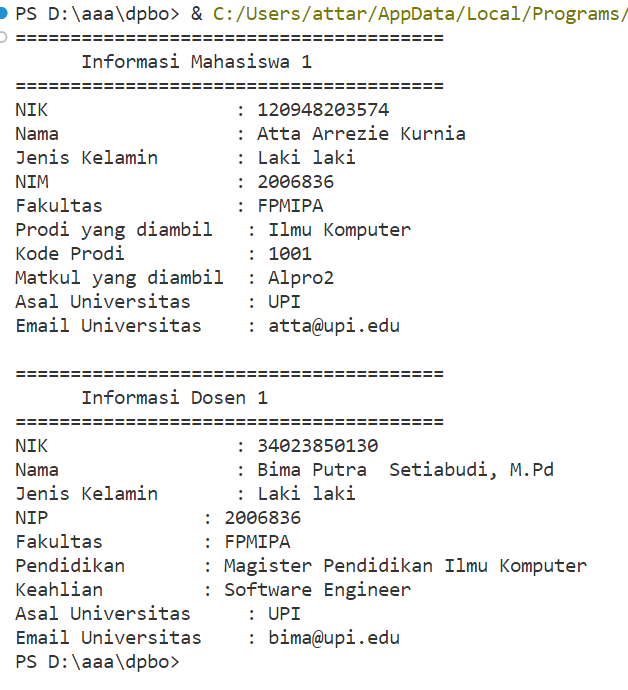 PS D:\aaa\dpbo> & C:/Users/attar/AppData/Local/Programs/
=======================================
      Informasi Mahasiswa 1
=======================================
NIK                 : 120948203574
Nama                : Atta Arrezie Kurnia
Jenis Kelamin       : Laki laki
NIM                 : 2006836
Fakultas            : FPMIPA
Prodi yang diambil   : Ilmu Komputer
Kode Prodi           : 1001
Matkul yang diambil  : Alpro2
Asal Universitas     : UPI
Email Universitas    : atta@upi.edu

=======================================
      Informasi Dosen 1
=======================================
NIK                 : 34023850130
Nama                : Bima Putra  Setiabudi, M.Pd
Jenis Kelamin       : Laki laki
NIP              : 2006836
Fakultas         : FPMIPA
Pendidikan       : Magister Pendidikan Ilmu Komputer
Keahlian         : Software Engineer
Asal Universitas     : UPI
Email Universitas    : bima@upi.edu
PS D:\aaa\dpbo>